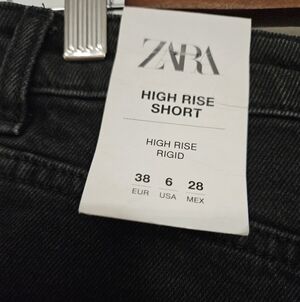 ZARA
HIGH RISE
SHORT
HIGH RISE
RIGID
38 6 28
EUR USA MEX